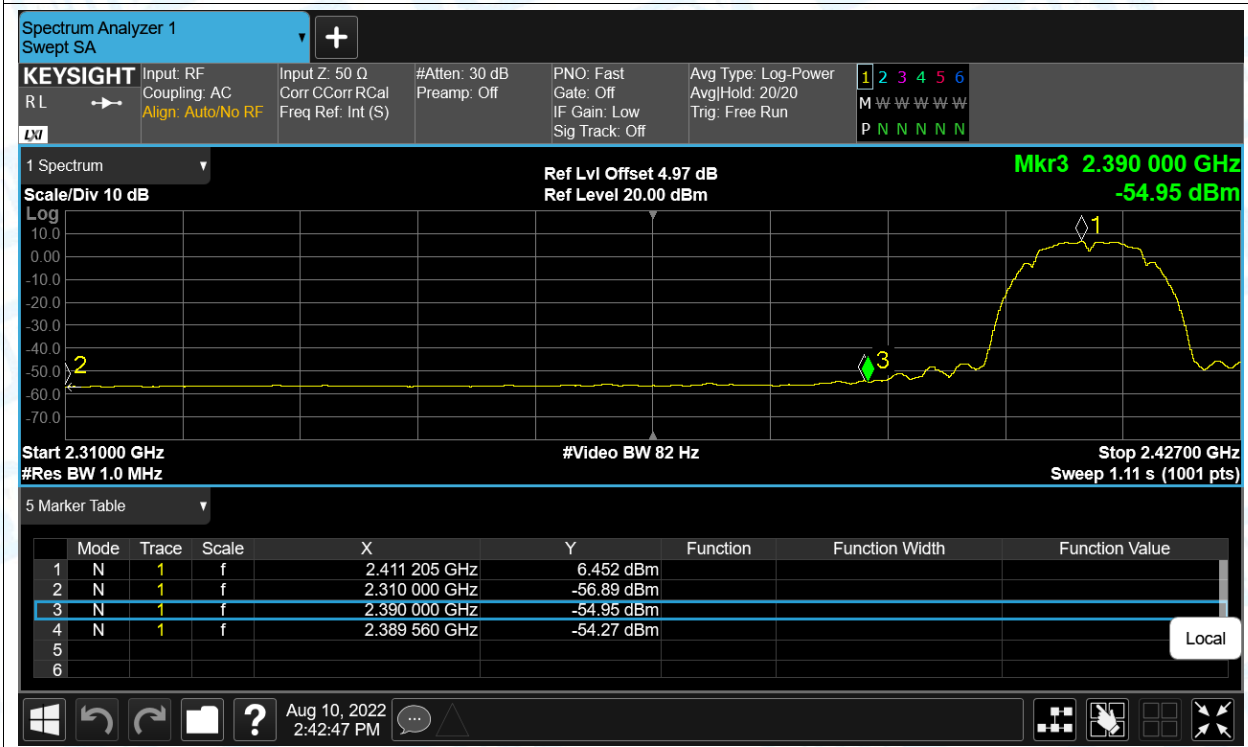 Spectrum Analyzer 1
Swept SA
KEYSIGHT Input: RF Input Z: 50 Ω #Atten: 30 dB PNO: Fast Avg Type: Log-Power 1 2 3 4 5 6
RL Coupling: AC Corr CCorr RCal Preamp: Off Gate: Off Avg|Hold: 20/20 M W W W W W
Align: Auto/No RF Freq Ref: Int (S) IF Gain: Low Trig: Free Run
LXI Sig Track: Off P N N N N N
1 Spectrum Ref Lvl Offset 4.97 dB Mkr3 2.390 000 GHz
Scale/Div 10 dB Ref Level 20.00 dBm -54.95 dBm
Log
1
10.0
0.00
-10.0
-20.0
-30.0
-40.0
2 3
-50.0
-60.0
-70.0
Start 2.31000 GHz #Video BW 82 Hz Stop 2.42700 GHz
#Res BW 1.0 MHz Sweep 1.11 s (1001 pts)
5 Marker Table
Mode Trace Scale X Y Function Function Width Function Value
1 N 1 f 2.411 205 GHz 6.452 dBm
2 N 1 f 2.310 000 GHz -56.89 dBm
3 N 1 f 2.390 000 GHz -54.95 dBm
4 N 1 f 2.389 560 GHz -54.27 dBm
5
Local
6
? Aug 10, 2022
2:42:47 PM